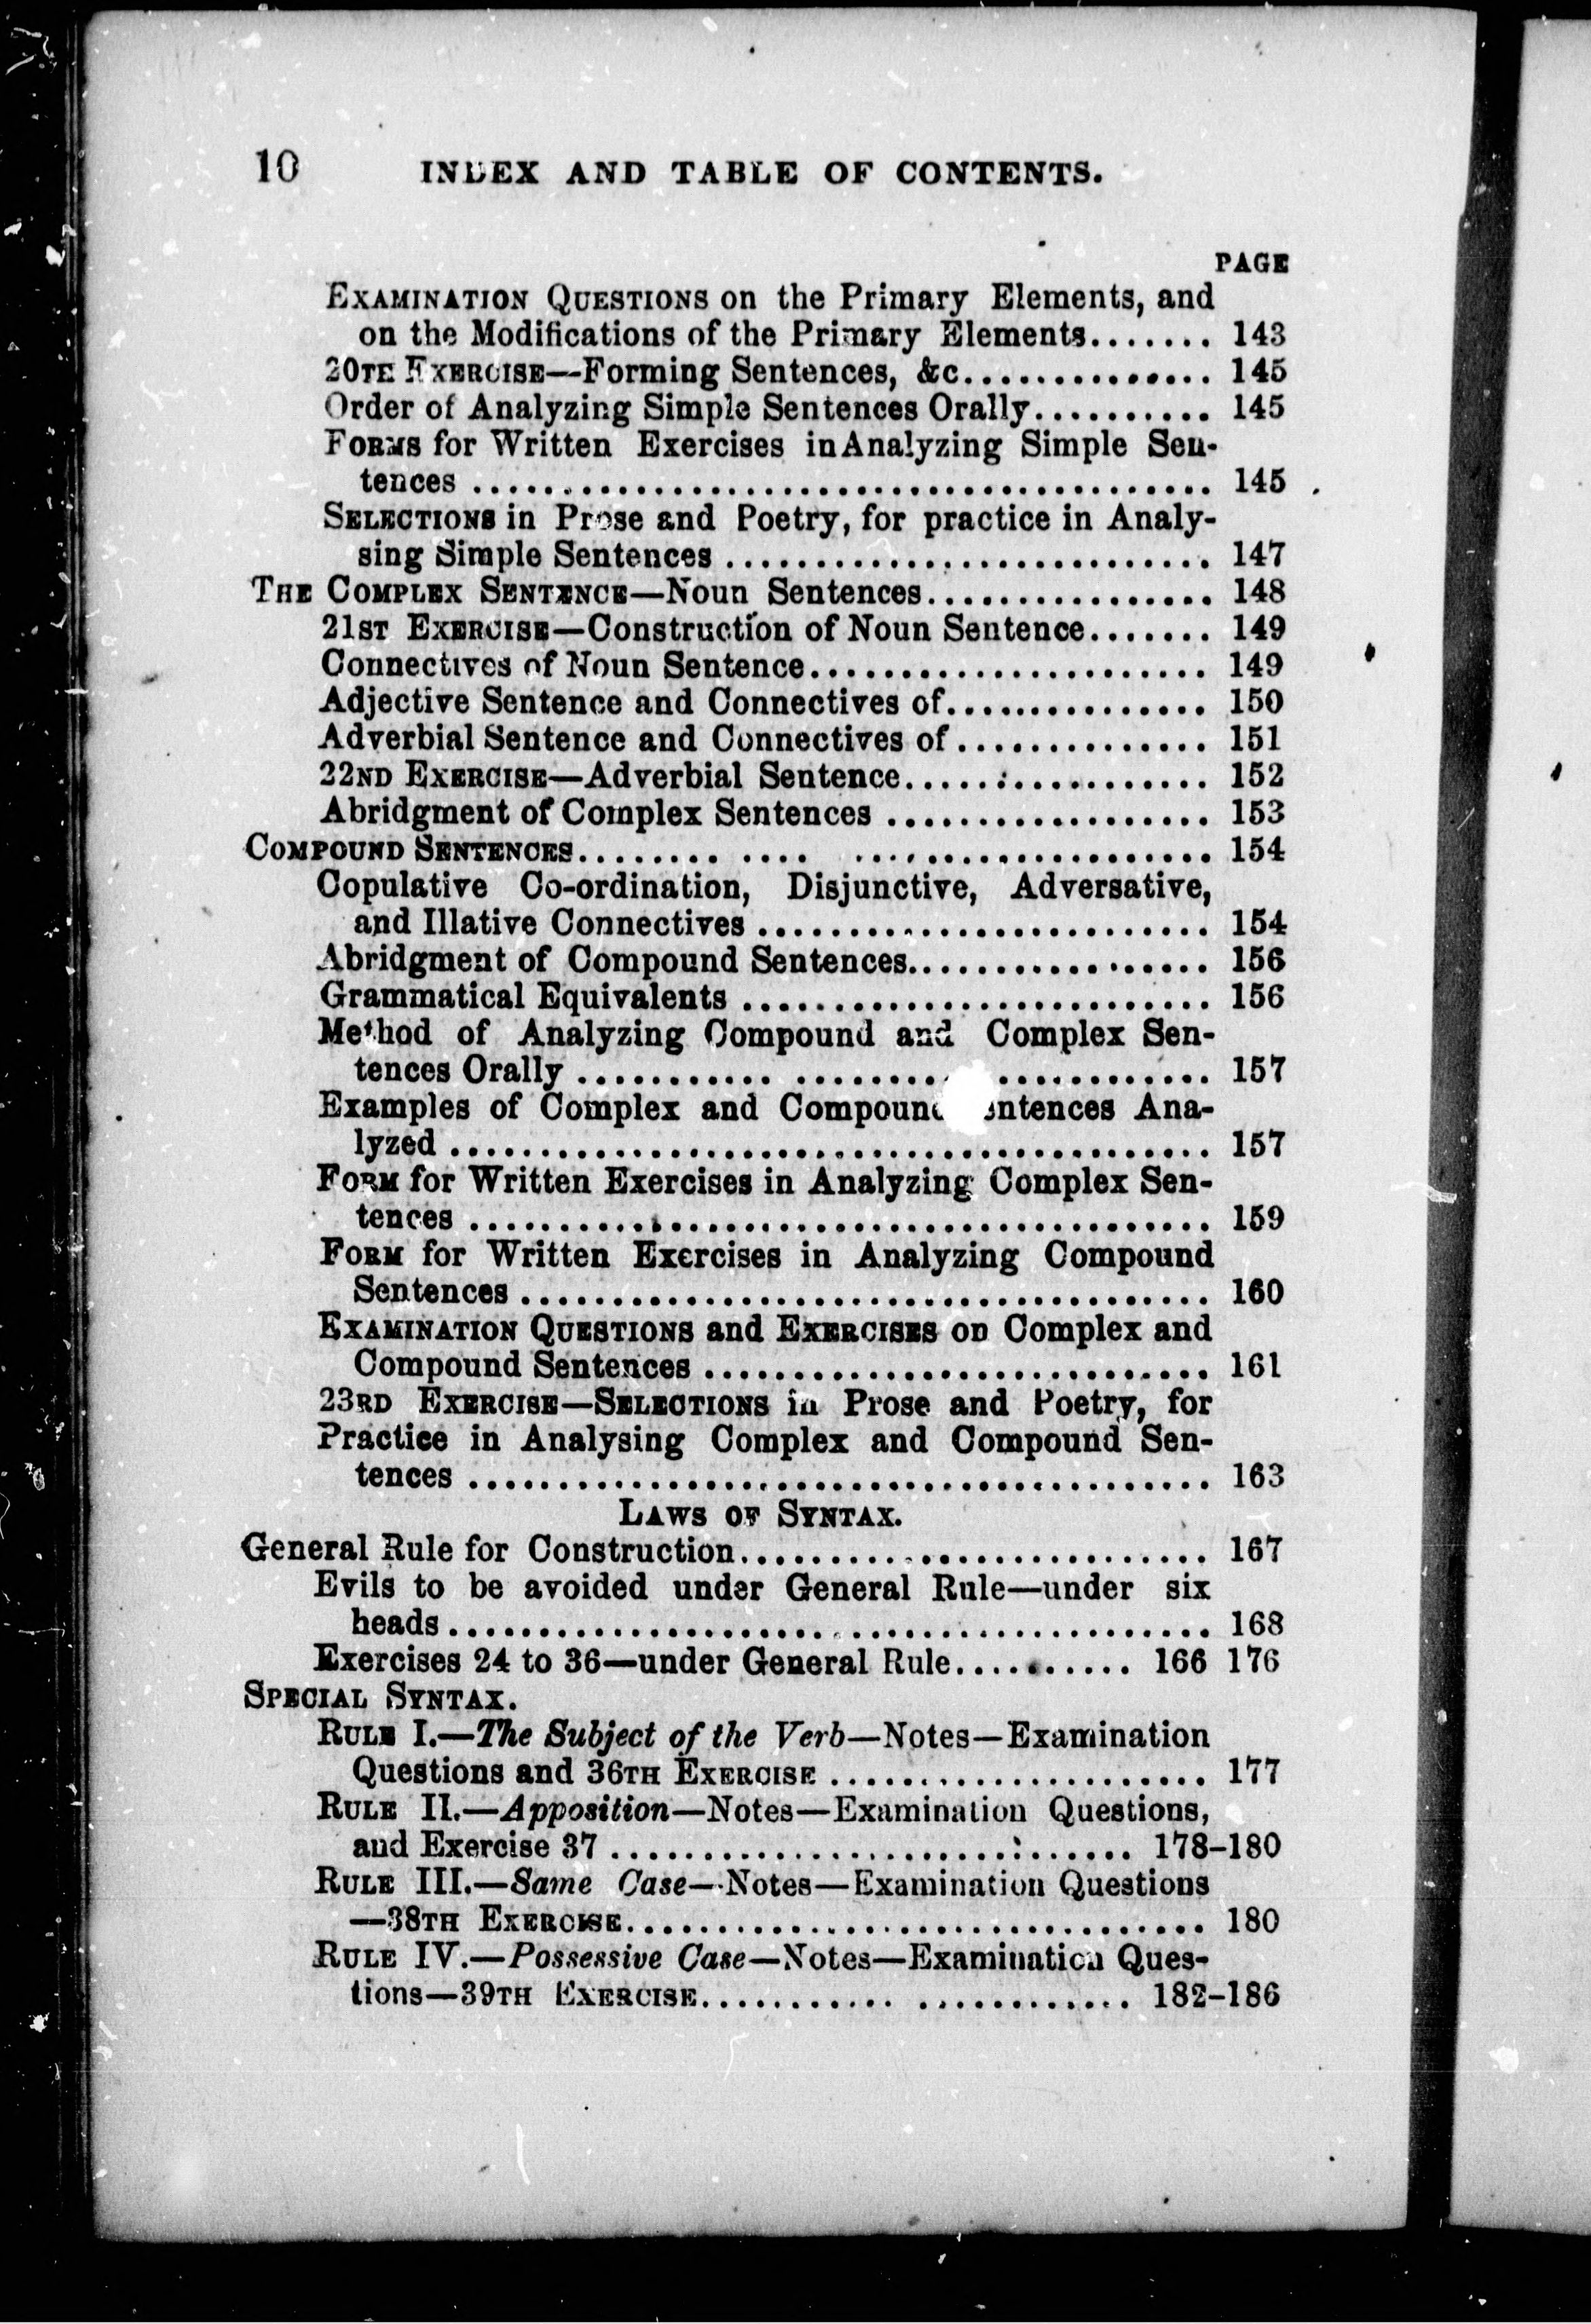 10 INDEX AND TABLE OF CONTENTS.
PAGE
EXAMINATION QUESTIONS on the Primary Elements, and
on the Modifications of the Primary Elements....... 143
20TH EXERCISE—Forming Sentences, &c.............. 145
Order of Analyzing Simple Sentences Orally.......... 145
FORMS for Written Exercises in Analyzing Simple Sen-
tences ......................................... 145
SELECTIONS in Prose and Poetry, for practice in Analy-
sing Simple Sentences ........................... 147
THE COMPLEX SENTENCE—Noun Sentences................ 148
21ST EXERCISE—Construction of Noun Sentence....... 149
Connectives of Noun Sentence...................... 149
Adjective Sentence and Connectives of............... 150
Adverbial Sentence and Connectives of .............. 151
22ND EXERCISE—Adverbial Sentence................. 152
Abridgment of Complex Sentences .................. 153
COMPOUND SENTENCES........ .... .................... 154
Copulative Co-ordination, Disjunctive, Adversative,
and Illative Connectives ......................... 154
Abridgment of Compound Sentences................. 156
Grammatical Equivalents .......................... 156
Method of Analyzing Compound and Complex Sen-
tences Orally ........... ........ ............ 157
Examples of Complex and Compound Sentences Ana-
lyzed .......................................... 157
FORM for Written Exercises in Analyzing Complex Sen-
tences ......................................... 159
FORM for Written Exercises in Analyzing Compound
Sentences ...................................... 160
EXAMINATION QUESTIONS and EXERCISES on Complex and
Compound Sentences ............................ 161
23RD EXERCISE—SELECTIONS in Prose and Poetry, for
Practice in Analysing Complex and Compound Sen-
tences ......................................... 163
LAWS OF SYNTAX.
General Rule for Construction.......................... 167
Evils to be avoided under General Rule—under six
heads.......................................... 168
Exercises 24 to 36—under General Rule.......... 166 176
SPECIAL SYNTAX.
RULE I.—The Subject of the Verb—Notes—Examination
Questions and 36TH EXERCISE ..................... 177
RULE II.—Apposition—Notes—Examination Questions,
and Exercise 37 ............................. 178-180
RULE III.—Same Case—Notes—Examination Questions
—38TH EXERCISE................................ 180
RULE IV.—Possessive Case—Notes—Examination Ques-
tions—39TH EXERCISE........... ............ 182-186